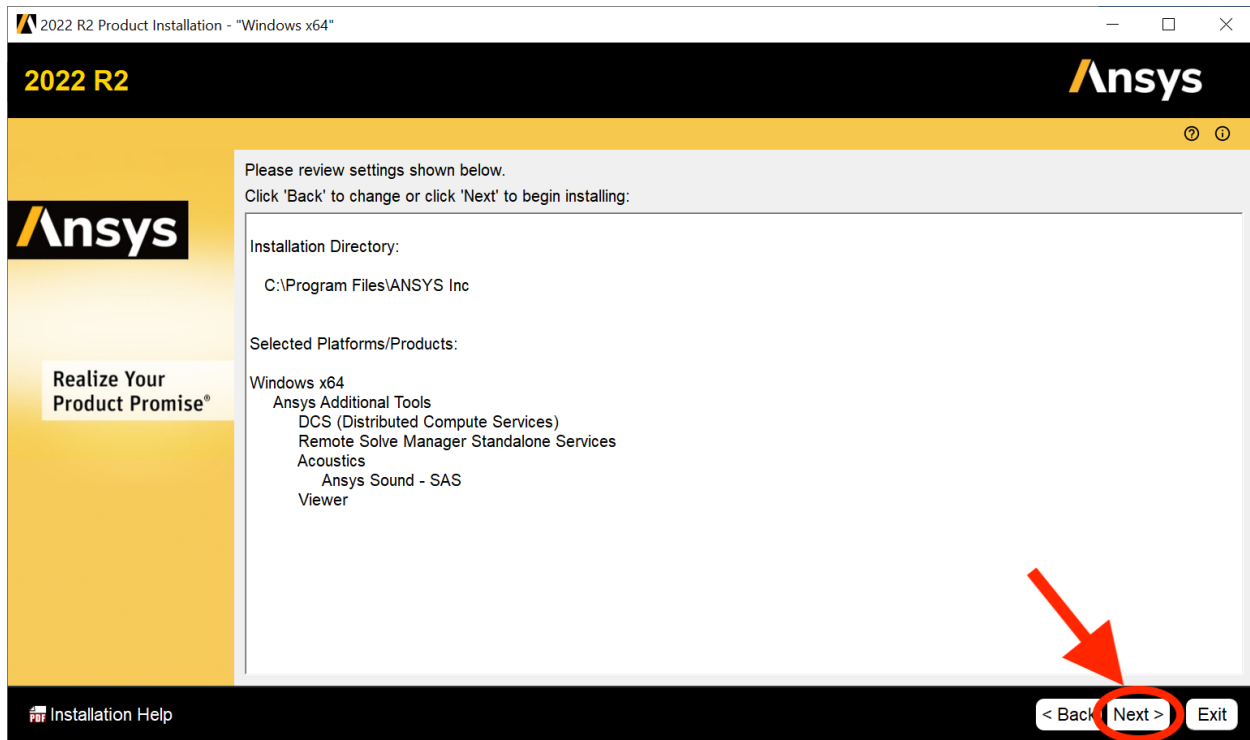 2022 R2 Product Installation - "Windows x64"
2022 R2
Ansys
Ansys
Realize Your
Product Promise®
Please review settings shown below.
Click 'Back' to change or click 'Next' to begin installing:
Installation Directory:
C:\Program Files\ANSYS Inc
Selected Platforms/Products:
Windows x64
Ansys Additional Tools
DCS (Distributed Compute Services)
Remote Solve Manager Standalone Services
Acoustics
Ansys Sound - SAS
Viewer
PDF Installation Help
< Back Next > Exit